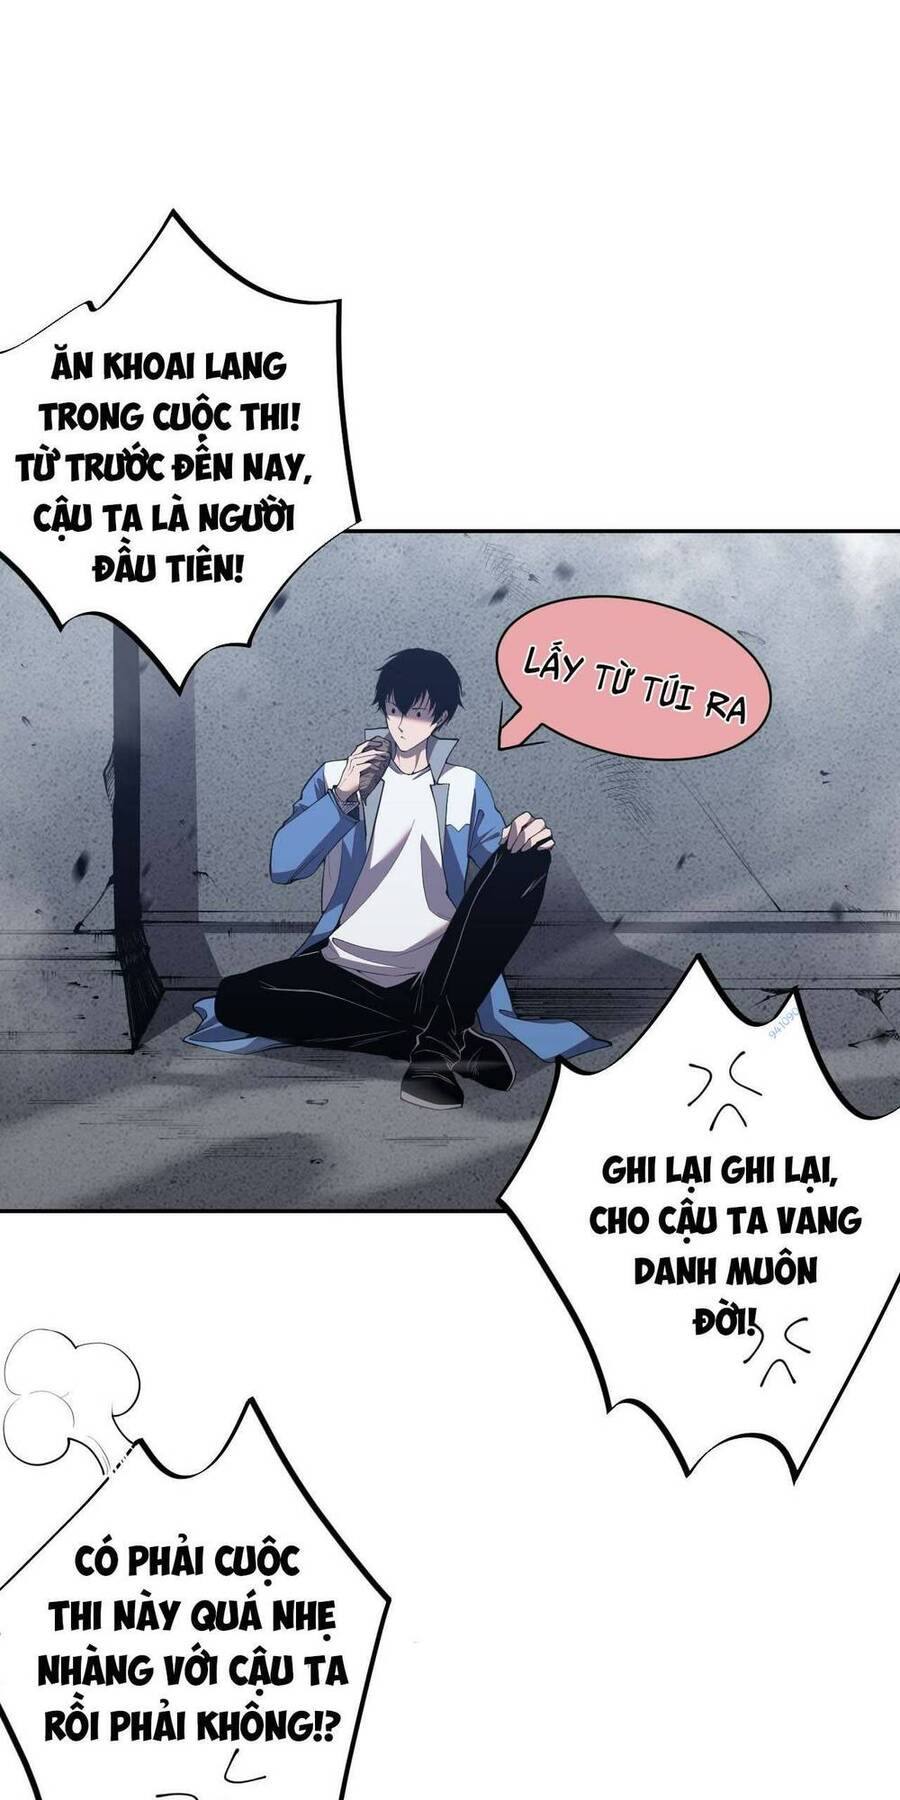 ĂN KHOAI LANG
TRONG CUỘC THI!
TỪ TRƯỚC ĐẾN NAY,
CẬU TA LÀ NGƯỜI
ĐẦU TIÊN!
LẤY TỪ TÚI RA
941090
GHI LẠI GHI LẠI,
CHO CẬU TA VANG
DANH MUÔN
ĐỜI!
CÓ PHẢI CUỘC
THI NÀY QUÁ NHẸ
NHÀNG VỚI CẬU TA
RỒI PHẢI KHÔNG!?